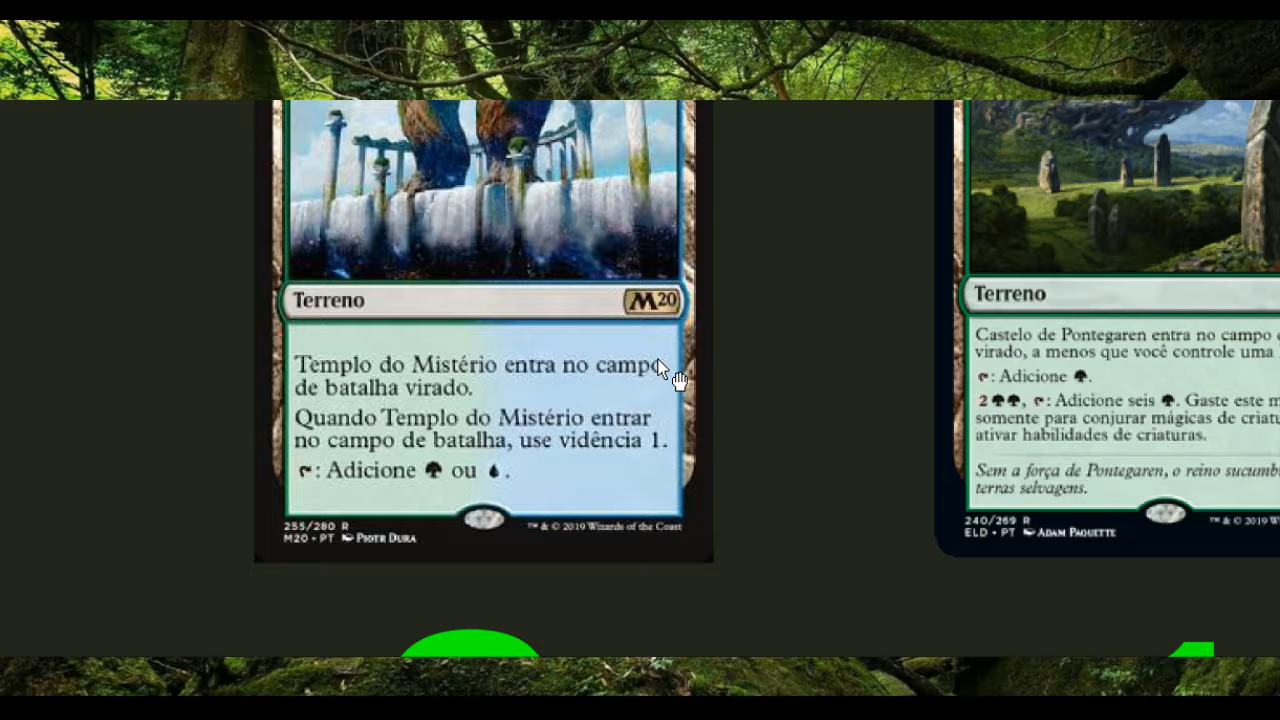 Terreno
M20
Templo do Mistério entra no campo
de batalha virado.
Quando Templo do Mistério entrar
no campo de batalha, use vidência 1.
: Adicione ou .
255/280 R
M20 • PT Piotr Dura
™ & © 2019 Wizards of the Coast
Terreno
Castelo de Pontegaren entra no campo
virado, a menos que você controle uma
: Adicione .
2 , : Adicione seis . Gaste este
somente para conjurar mágicas de
ativar habilidades de criaturas.
Sem a força de Pontegaren, o reino
terras selvagens.
240/269 R
ELD • PT Adam Paquette
™ & © 2019